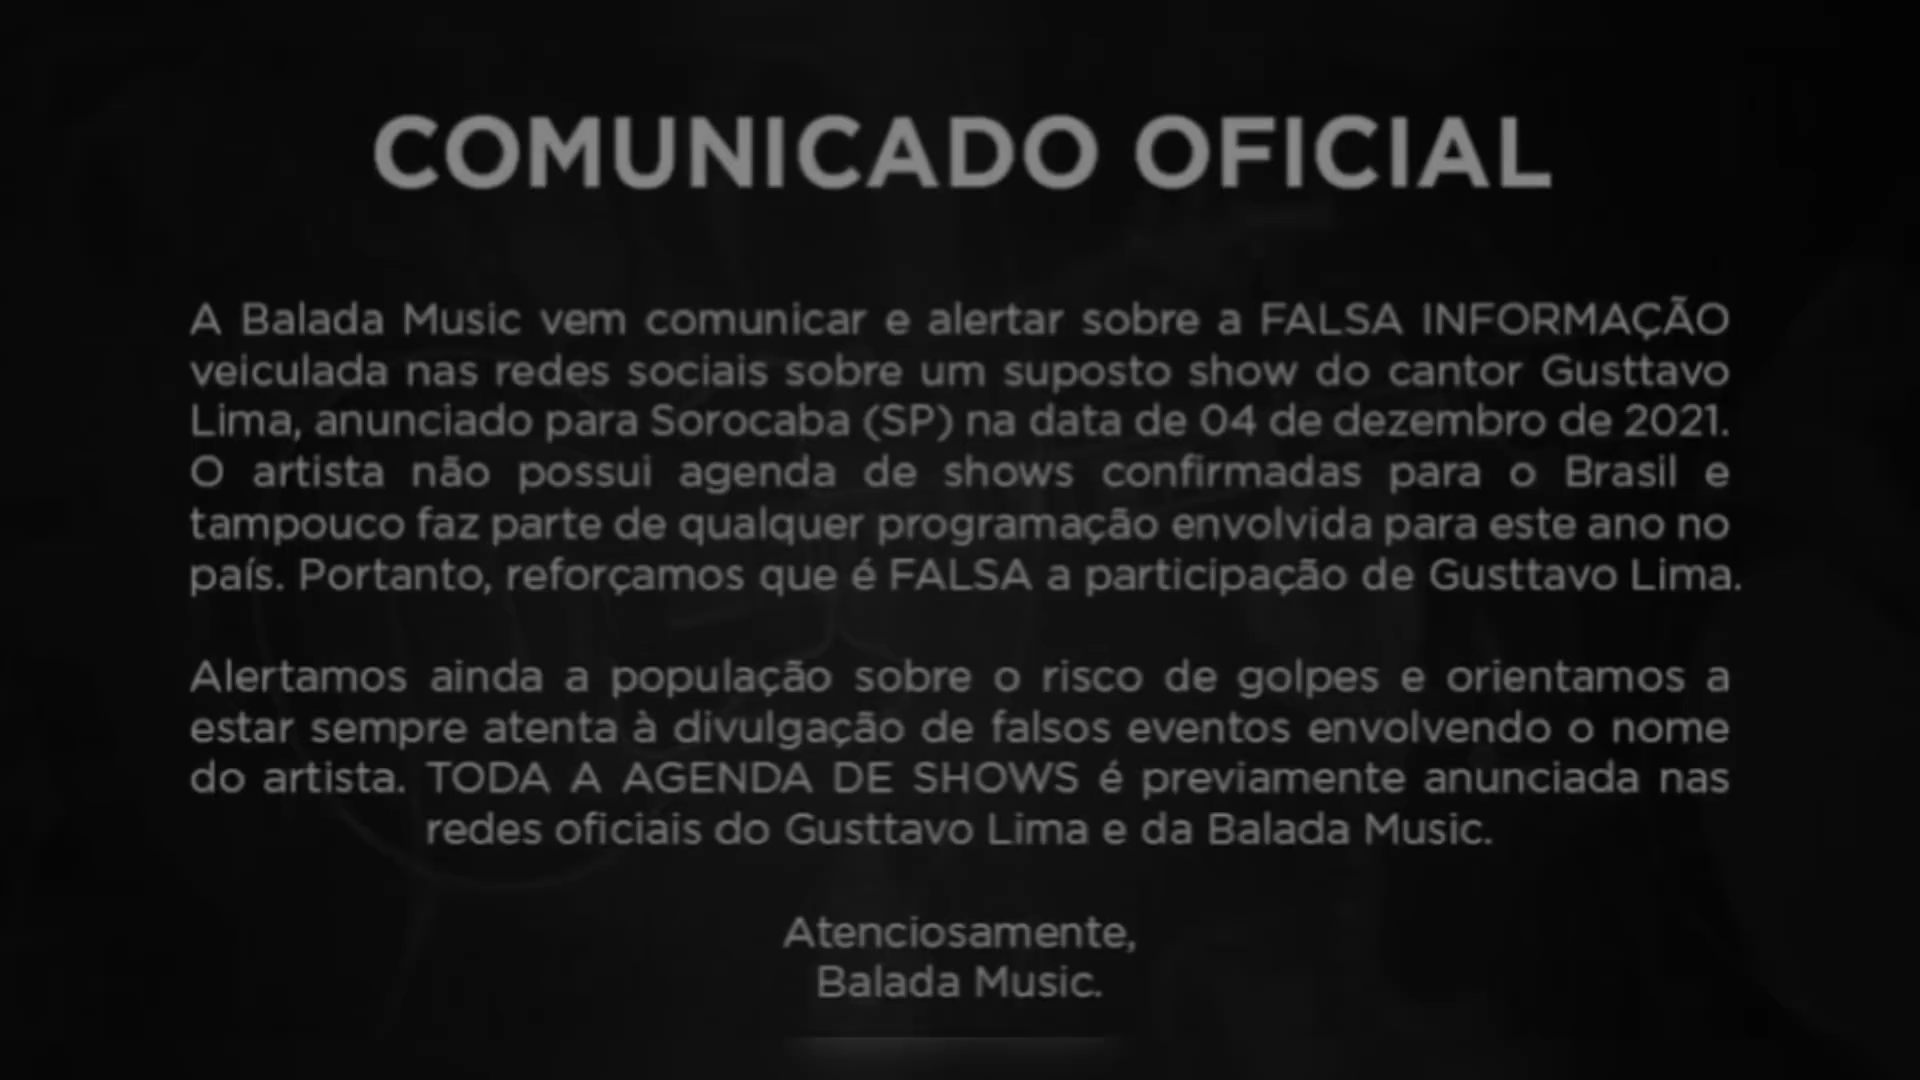 COMUNICADO OFICIAL
A Balada Music vem comunicar e alertar sobre a FALSA INFORMAÇÃO
veiculada nas redes sociais sobre um suposto show do cantor Gusttavo
Lima, anunciado para Sorocaba (SP) na data de 04 de dezembro de 2021.
O artista não possui agenda de shows confirmadas para o Brasil e
tampouco faz parte de qualquer programação envolvida para este ano no
país. Portanto, reforçamos que é FALSA a participação de Gusttavo Lima.
Alertamos ainda a população sobre o risco de golpes e orientamos a
estar sempre atenta à divulgação de falsos eventos envolvendo o nome
do artista. TODA A AGENDA DE SHOWS é previamente anunciada nas
redes oficiais do Gusttavo Lima e da Balada Music.
Atenciosamente,
Balada Music.